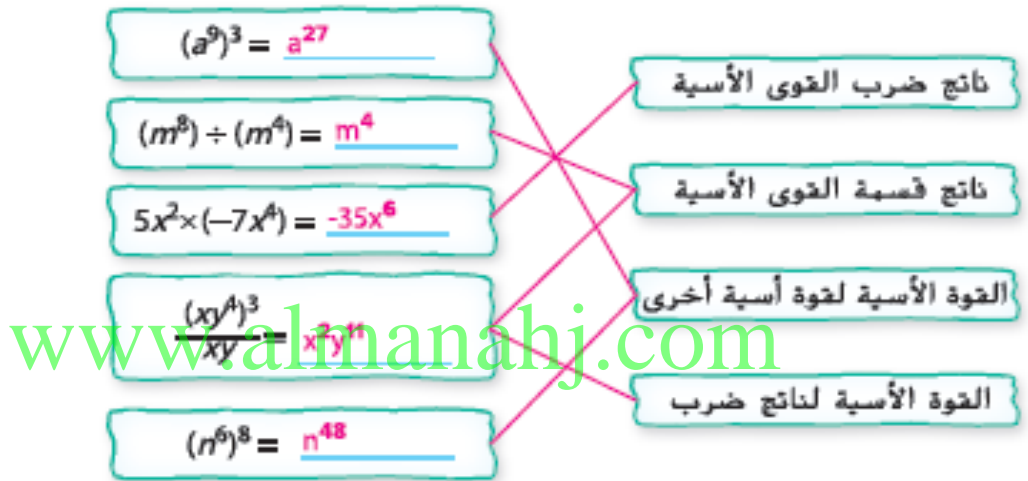 (a⁹)³ = a²⁷
(m⁸) ÷ (m⁴) = m⁴
5x²×(−7x⁴) = -35x⁶
(xy⁴)³/xy = x²y¹¹
(n⁶)⁸ = n⁴⁸
ناتج ضرب القوى الأسية
ناتج قسمة القوى الأسية
القوة الأسية لقوة أسية أخرى
القوة الأسية لناتج ضرب
www.almanahj.com